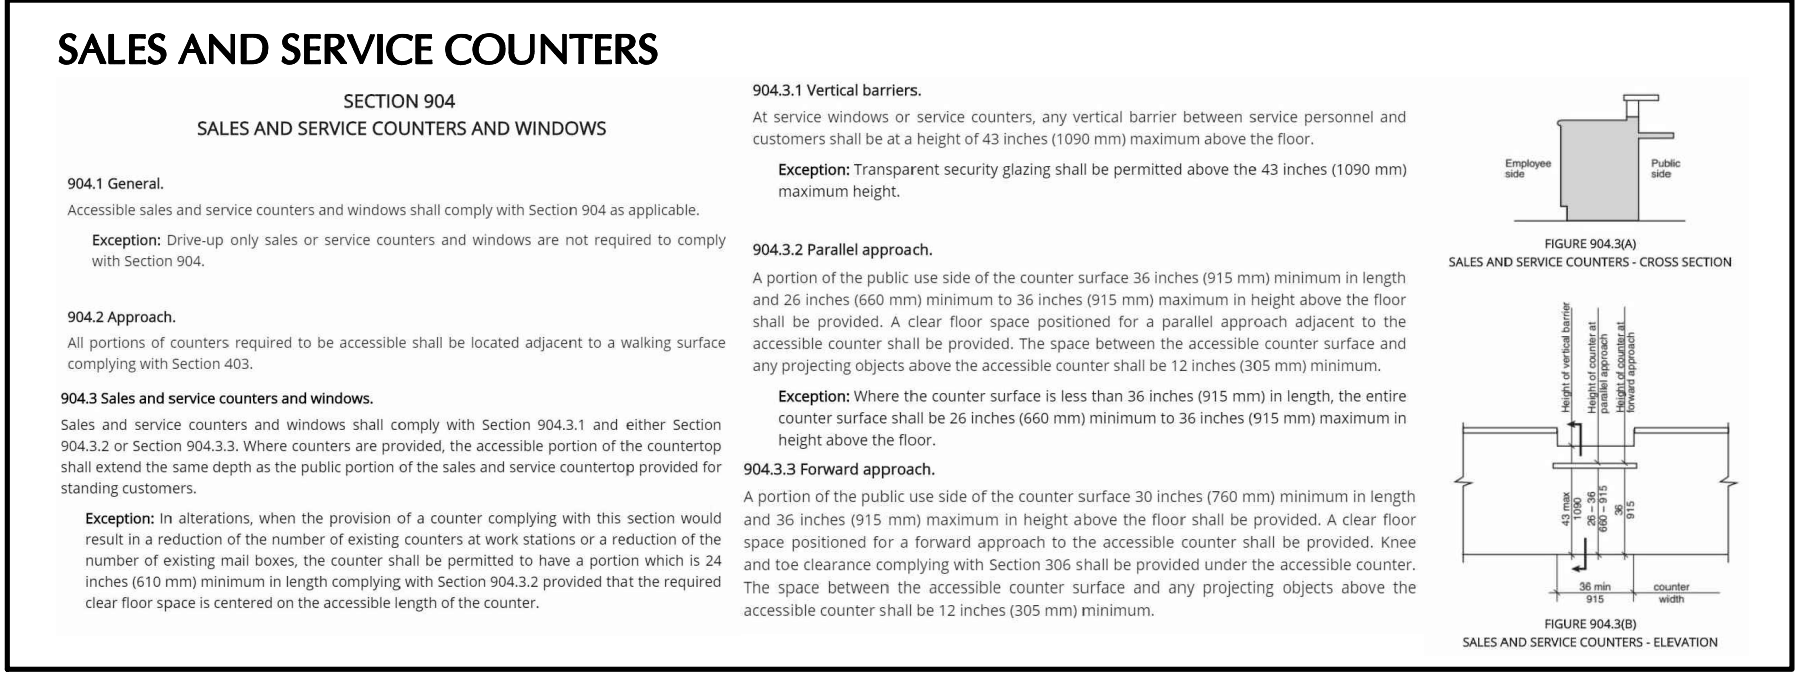 SALES AND SERVICE COUNTERS
SECTION 904
SALES AND SERVICE COUNTERS AND WINDOWS
904.1 General.
Accessible sales and service counters and windows shall comply with Section 904 as applicable.
Exception: Drive-up only sales or service counters and windows are not required to comply
with Section 904.
904.2 Approach.
All portions of counters required to be accessible shall be located adjacent to a walking surface
complying with Section 403.
904.3 Sales and service counters and windows.
Sales and service counters and windows shall comply with Section 904.3.1 and either Section
904.3.2 or Section 904.3.3. Where counters are provided, the accessible portion of the countertop
shall extend the same depth as the public portion of the sales and service countertop provided for
standing customers.
Exception: In alterations, when the provision of a counter complying with this section would
result in a reduction of the number of existing counters at work stations or a reduction of the
number of existing mail boxes, the counter shall be permitted to have a portion which is 24
inches (610 mm) minimum in length complying with Section 904.3.2 provided that the required
clear floor space is centered on the accessible length of the counter.
904.3.1 Vertical barriers.
At service windows or service counters, any vertical barrier between service personnel and
customers shall be at a height of 43 inches (1090 mm) maximum above the floor.
Exception: Transparent security glazing shall be permitted above the 43 inches (1090 mm)
maximum height.
904.3.2 Parallel approach.
A portion of the public use side of the counter surface 36 inches (915 mm) minimum in length
and 26 inches (660 mm) minimum to 36 inches (915 mm) maximum in height above the floor
shall be provided. A clear floor space positioned for a parallel approach adjacent to the
accessible counter shall be provided. The space between the accessible counter surface and
any projecting objects above the accessible counter shall be 12 inches (305 mm) minimum.
Exception: Where the counter surface is less than 36 inches (915 mm) in length, the entire
counter surface shall be 26 inches (660 mm) minimum to 36 inches (915 mm) maximum in
height above the floor.
904.3.3 Forward approach.
A portion of the public use side of the counter surface 30 inches (760 mm) minimum in length
and 36 inches (915 mm) maximum in height above the floor shall be provided. A clear floor
space positioned for a forward approach to the accessible counter shall be provided. Knee
and toe clearance complying with Section 306 shall be provided under the accessible counter.
The space between the accessible counter surface and any projecting objects above the
accessible counter shall be 12 inches (305 mm) minimum.
Employee
side
Public
side
FIGURE 904.3(A)
SALES AND SERVICE COUNTERS - CROSS SECTION
Height of vertical barrier
Height of counter at
parallel approach
Height of counter at
forward approach
43 max
1090
26 – 36
660 – 915
36
915
36 min
915
counter
width
FIGURE 904.3(B)
SALES AND SERVICE COUNTERS - ELEVATION